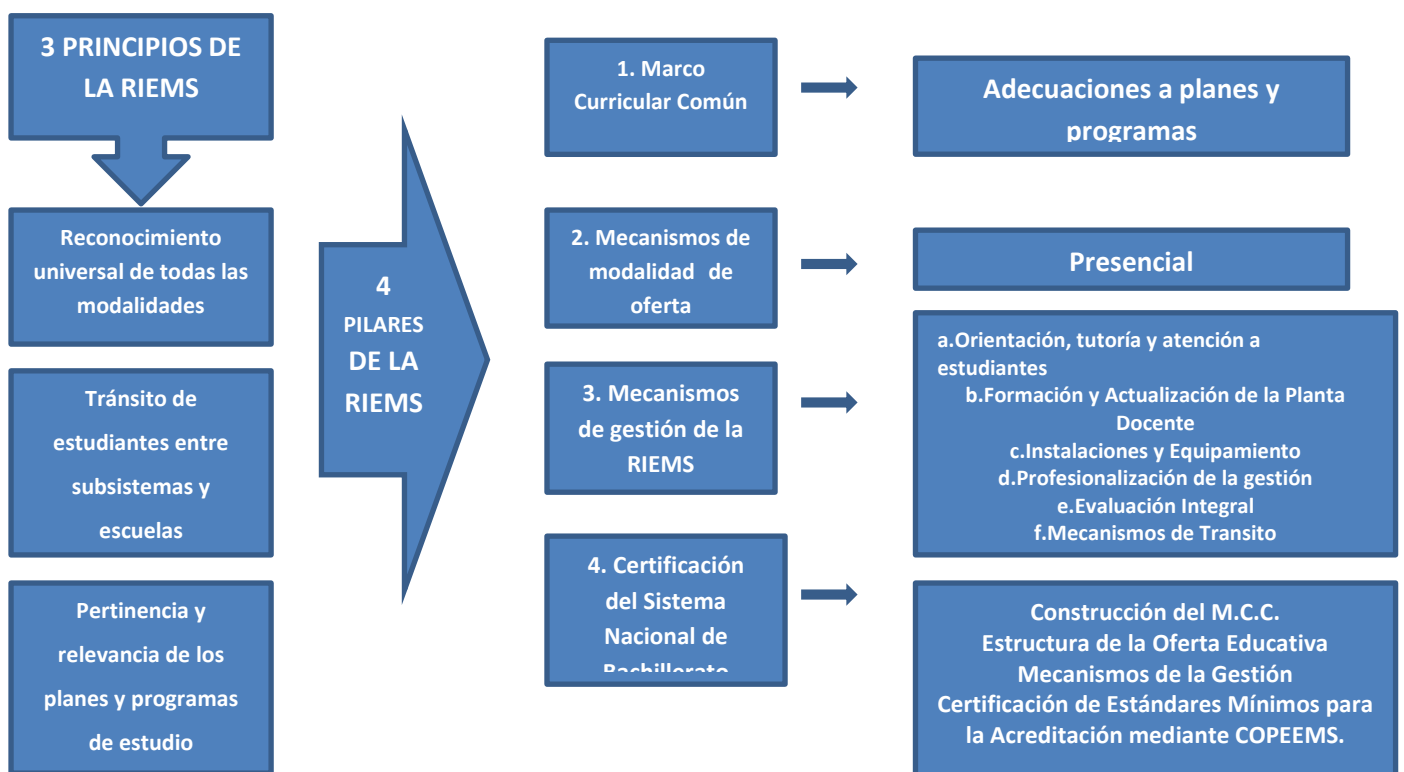 3 PRINCIPIOS DE
LA RIEMS
Reconocimiento
universal de todas las
modalidades
Tránsito de
estudiantes entre
subsistemas y
escuelas
Pertinencia y
relevancia de los
planes y programas
de estudio
4
PILARES
DE LA
RIEMS
1. Marco
Curricular Común
Adecuaciones a planes y
programas
2. Mecanismos de
modalidad de
oferta
Presencial
3. Mecanismos
de gestión de la
RIEMS
a.Orientación, tutoría y atención a
estudiantes
b.Formación y Actualización de la Planta
Docente
c.Instalaciones y Equipamiento
d.Profesionalización de la gestión
e.Evaluación Integral
f.Mecanismos de Transito
4. Certificación
del Sistema
Nacional de
Bachillerato
Construcción del M.C.C.
Estructura de la Oferta Educativa
Mecanismos de la Gestión
Certificación de Estándares Mínimos para
la Acreditación mediante COPEEMS.